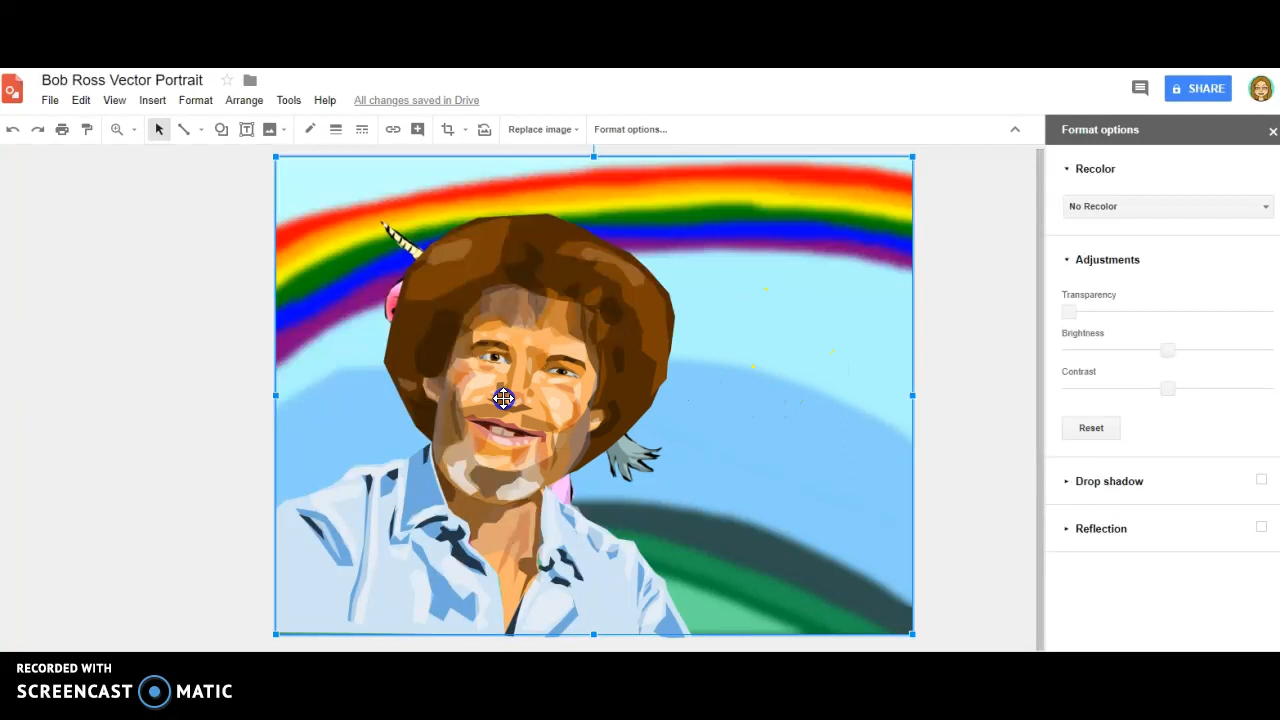 Bob Ross Vector Portrait
File Edit View Insert Format Arrange Tools Help All changes saved in Drive
SHARE
Replace image Format options...
Format options
Recolor
No Recolor
Adjustments
Transparency
Brightness
Contrast
Reset
Drop shadow
Reflection
RECORDED WITH
SCREENCAST MATIC